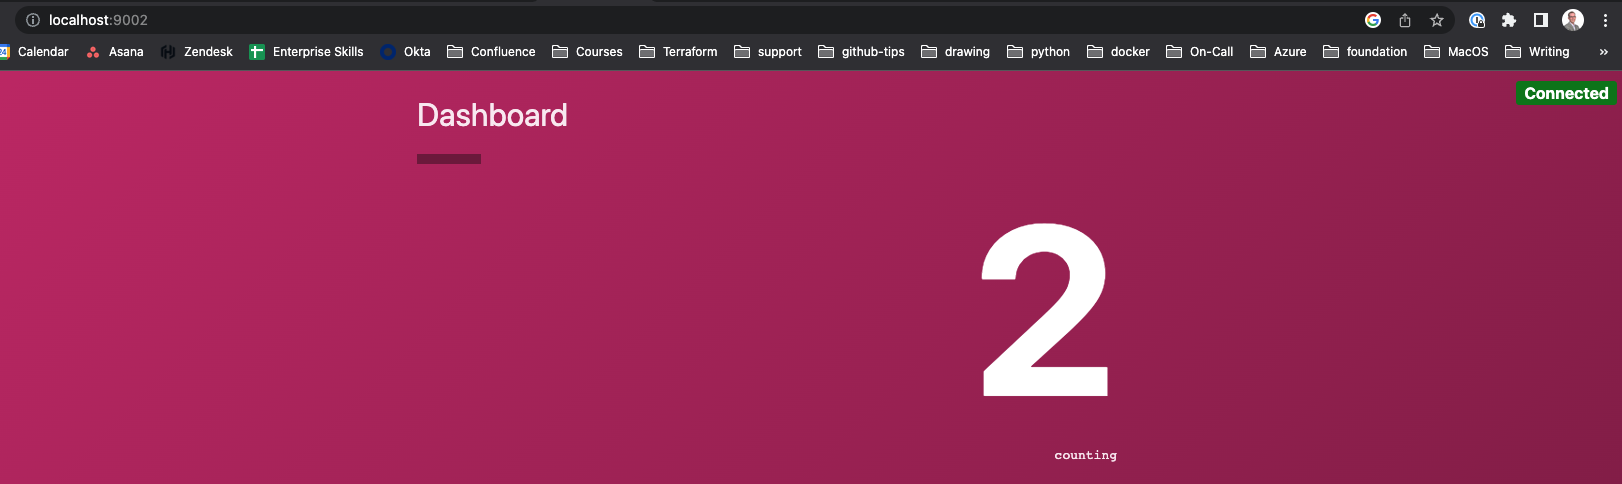 localhost:9002
24 Calendar Asana Zendesk Enterprise Skills Okta Confluence Courses Terraform support github-tips drawing python docker On-Call Azure foundation MacOS Writing »
Connected
Dashboard
2
counting